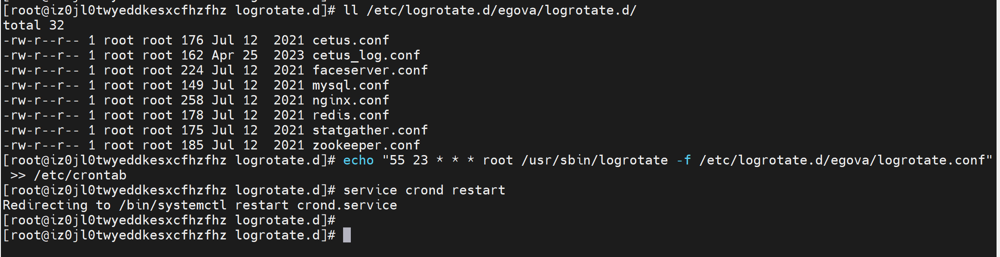 [root@iz0jl0twyeddkesxcfhzfhz logrotate.d]# ll /etc/logrotate.d/egova/logrotate.d/
total 32
-rw-r--r-- 1 root root 176 Jul 12  2021 cetus.conf
-rw-r--r-- 1 root root 162 Apr 25  2023 cetus_log.conf
-rw-r--r-- 1 root root 224 Jul 12  2021 faceserver.conf
-rw-r--r-- 1 root root 149 Jul 12  2021 mysql.conf
-rw-r--r-- 1 root root 258 Jul 12  2021 nginx.conf
-rw-r--r-- 1 root root 178 Jul 12  2021 redis.conf
-rw-r--r-- 1 root root 175 Jul 12  2021 statgather.conf
-rw-r--r-- 1 root root 185 Jul 12  2021 zookeeper.conf
[root@iz0jl0twyeddkesxcfhzfhz logrotate.d]# echo "55 23 * * * root /usr/sbin/logrotate -f /etc/logrotate.d/egova/logrotate.conf"
 >> /etc/crontab
[root@iz0jl0twyeddkesxcfhzfhz logrotate.d]# service crond restart
Redirecting to /bin/systemctl restart crond.service
[root@iz0jl0twyeddkesxcfhzfhz logrotate.d]#
[root@iz0jl0twyeddkesxcfhzfhz logrotate.d]#